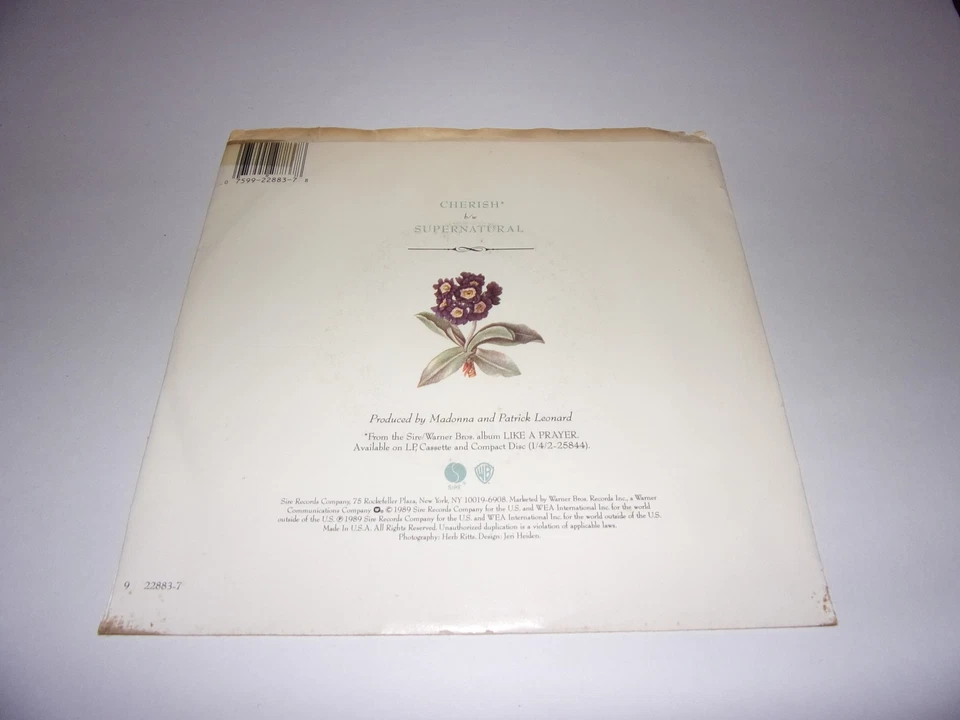 0 7599-22883-7 8
CHERISH*
b/w
SUPERNATURAL
Produced by Madonna and Patrick Leonard
*From the Sire/Warner Bros. album LIKE A PRAYER.
Available on LP, Cassette and Compact Disc (1/4/2-25844).
S
SIRE
WB
Sire Records Company, 75 Rockefeller Plaza, New York, NY 10019-6908. Marketed by Warner Bros. Records Inc., a Warner
Communications Company © 1989 Sire Records Company for the U.S. and WEA International Inc. for the world
outside of the U.S. ℗ 1989 Sire Records Company for the U.S. and WEA International Inc. for the world outside of the U.S.
Made In U.S.A. All Rights Reserved. Unauthorized duplication is a violation of applicable laws.
Photography: Herb Ritts. Design: Jeri Heiden.
9 22883-7